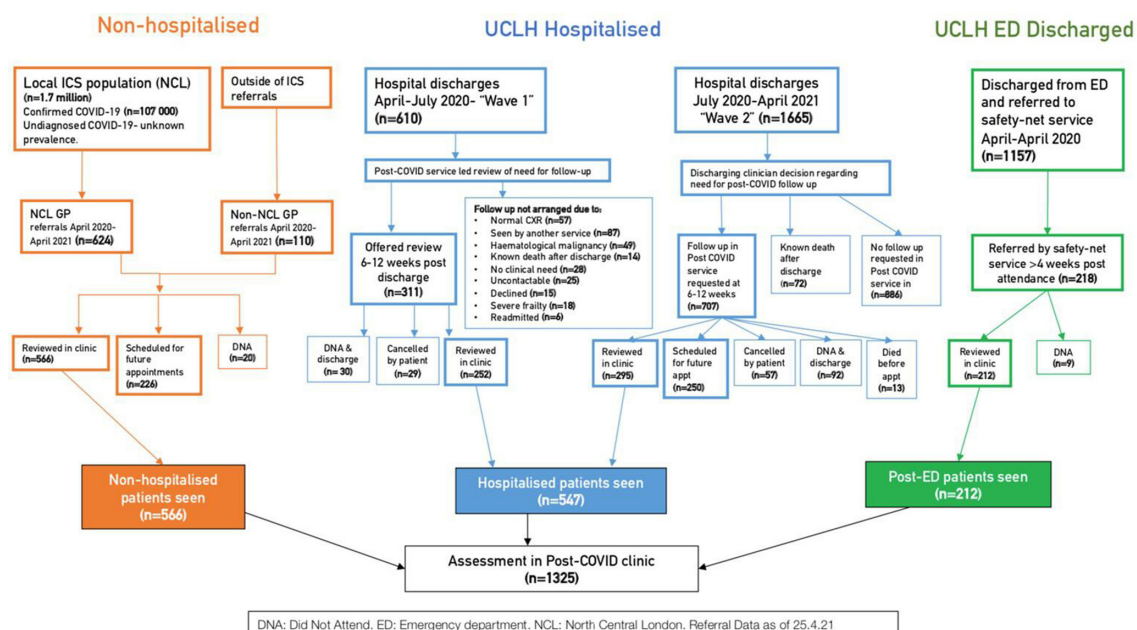 Non-hospitalised
UCLH Hospitalised
UCLH ED Discharged
Local ICS population (NCL)
(n=1.7 million)
Confirmed COVID-19 (n=107 000)
Undiagnosed COVID-19- unknown
prevalence.
Outside of ICS
referrals
NCL GP
referrals April 2020-
April 2021 (n=624)
Non-NCL GP
referrals April 2020-
April 2021 (n=110)
Reviewed in clinic
(n=566)
Scheduled for
future
appointments
(n=226)
DNA
(n=20)
Non-hospitalised
patients seen
(n=566)
Hospital discharges
April-July 2020- “Wave 1”
(n=610)
Post-COVID service led review of need for follow-up
Offered review
6-12 weeks post
discharge
(n=311)
Follow up not arranged due to:
• Normal CXR (n=57)
• Seen by another service (n=87)
• Haematological malignancy (n=49)
• Known death after discharge (n=14)
• No clinical need (n=28)
• Uncontactable (n=25)
• Declined (n=15)
• Severe frailty (n=18)
• Readmitted (n=6)
DNA &
discharge
(n= 30)
Cancelled
by patient
(n=29)
Reviewed
in clinic
(n=252)
Hospital discharges
July 2020-April 2021
“Wave 2” (n=1665)
Discharging clinician decision regarding
need for post-COVID follow up
Follow up in
Post COVID
service
requested at
6-12 weeks
(n=707)
Known death
after
discharge
(n=72)
No follow up
requested in
Post COVID
service in
(n=886)
Reviewed
in clinic
(n=295)
Scheduled
for future
appt
(n=250)
Cancelled
by patient
(n=57)
DNA &
discharge
(n=92)
Died
before
appt
(n=13)
Hospitalised patients seen
(n=547)
Discharged from ED
and referred to
safety-net service
April-April 2020
(n=1157)
Referred by safety-net
service >4 weeks post
attendance (n=218)
Reviewed
in clinic
(n=212)
DNA
(n=9)
Post-ED patients seen
(n=212)
Assessment in Post-COVID clinic
(n=1325)
DNA: Did Not Attend. ED: Emergency department. NCL: North Central London. Referral Data as of 25.4.21